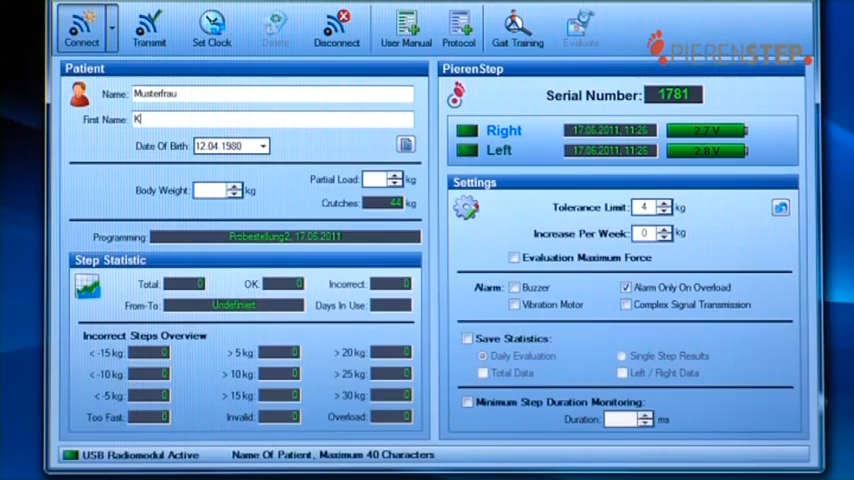 Connect Transmit Set Clock Delete Disconnect User Manual Protocol Gait Training Evaluate PIERENSTEP
Patient
Name: Musterfrau
First Name: K
Date Of Birth: 12.04.1980
Body Weight: kg
Partial Load: kg
Crutches: 44 kg
Programming: Probestellung2, 17.06.2011
Step Statistic
Total: 0 OK: 0 Incorrect: 0
From-To: Undefiniert Days In Use:
Incorrect Steps Overview
< -15 kg: 0 > 5 kg: 0 > 20 kg: 0
< -10 kg: 0 > 10 kg: 0 > 25 kg: 0
< -5 kg: 0 > 15 kg: 0 > 30 kg: 0
Too Fast: 0 Invalid: 0 Overload: 0
PierenStep
Serial Number: 1781
Right 17.06.2011, 11:26 2.7 V
Left 17.06.2011, 11:26 2.8 V
Settings
Tolerance Limit: 4 kg
Increase Per Week: 0 kg
Evaluation Maximum Force
Alarm: Buzzer Alarm Only On Overload
Vibration Motor Complex Signal Transmission
Save Statistics:
Daily Evaluation Single Step Results
Total Data Left / Right Data
Minimum Step Duration Monitoring:
Duration: ms
USB Radiomodul Active Name Of Patient, Maximum 40 Characters